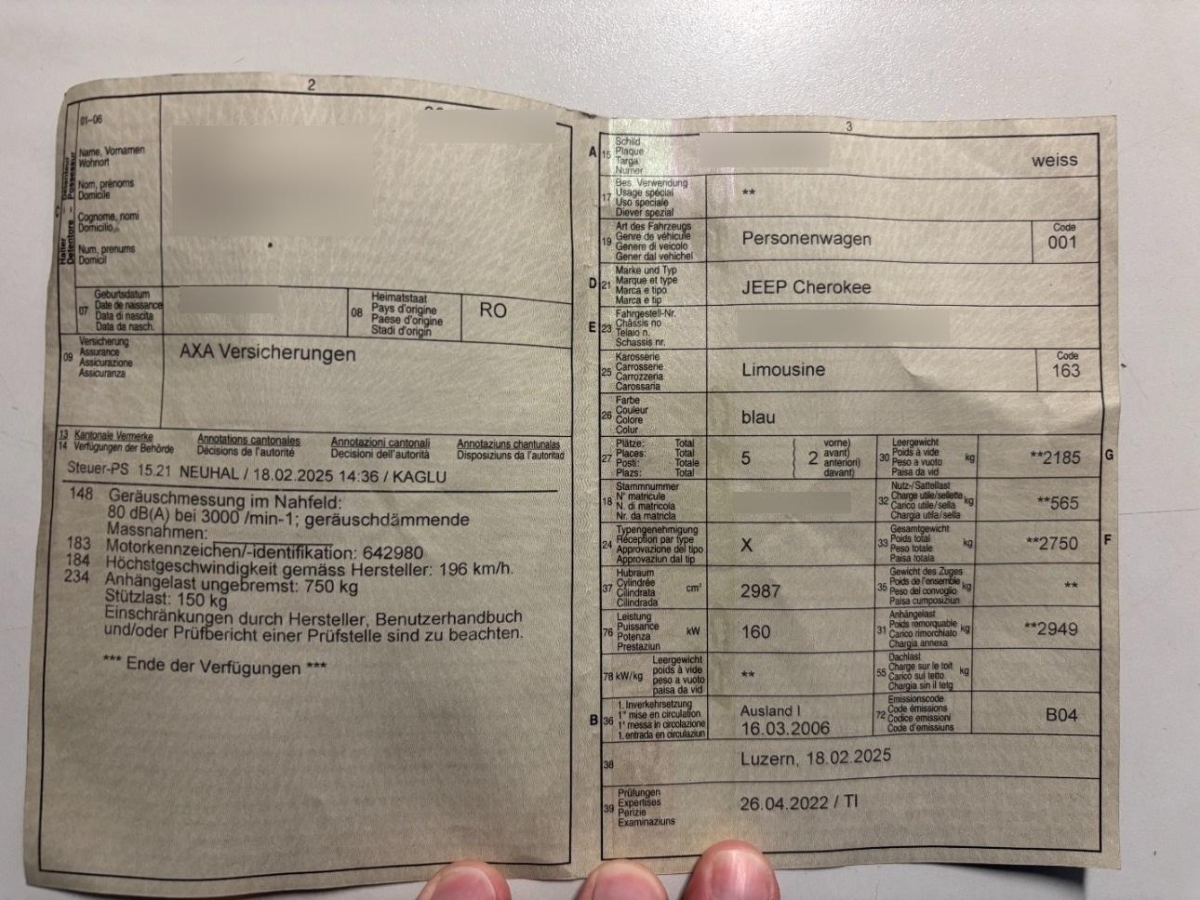 2
01-06
Name, Vornamen
Wohnort
Nom, prénoms
Domicile
Cognome, nomi
Domicilio
Num, prenums
Domicil
07
Geburtsdatum
Date de naissance
Data di nascita
Data da nasch.
08
Heimatstaat
Pays d'origine
Paese d'origine
Stadi d'origin
RO
09
Versicherung
Assurance
Assicurazione
Assicuranza
AXA Versicherungen
13 Kantonale Vermerke
14 Verfügungen der Behörde
Annotations cantonales
Décisions de l'autorité
Annotazioni cantonali
Decisioni dell'autorità
Annotaziuns chantunalas
Disposiziuns da l'autoritad
Steuer-PS 15.21 NEUHAL / 18.02.2025 14:36 / KAGLU
148 Geräuschmessung im Nahfeld:
80 dB(A) bei 3000 /min-1; geräuschdämmende
Massnahmen:
183 Motorkennzeichen/-identifikation: 642980
184 Höchstgeschwindigkeit gemäss Hersteller: 196 km/h.
234 Anhängelast ungebremst: 750 kg
Stützlast: 150 kg
Einschränkungen durch Hersteller, Benutzerhandbuch
und/oder Prüfbericht einer Prüfstelle sind zu beachten.
*** Ende der Verfügungen ***
3
A 15
Schild
Plaque
Targa
Numer
weiss
17
Bes. Verwendung
Usage spécial
Uso speciale
Diever spezial
**
19
Art des Fahrzeugs
Genre de véhicule
Genere di veicolo
Gener dal vehichel
Personenwagen
Code
001
D 21
Marke und Typ
Marque et type
Marca e tipo
Marca e tip
JEEP Cherokee
E 23
Fahrgestell-Nr.
Châssis no
Telaio n.
Schassis nr.
25
Karosserie
Carrosserie
Carrozzeria
Carossaria
Limousine
Code
163
26
Farbe
Couleur
Colore
Colur
blau
27
Plätze: Total
Places: Total
Posti: Totale
Plazs: Total
5
( 2 vorne)
avant)
anteriori)
davant)
30
Leergewicht
Poids à vide
Peso a vuoto
Paisa da vid
kg
**2185
G
18
Stammnummer
N° matricule
N. di matricola
Nr. da matricla
32
Nutz-/Sattellast
Charge utile/sellette
Carico utile/sella
Chargia utila/sella
kg
**565
24
Typengenehmigung
Réception par type
Approvazione del tipo
Approvaziun dal tip
X
33
Gesamtgewicht
Poids total
Peso totale
Paisa totala
kg
**2750
F
37
Hubraum
Cylindrée
Cilindrata
Cilindrada
cm³
2987
35
Gewicht des Zuges
Poids de l'ensemble
Peso del convoglio
Paisa cumposiziun
kg
**
76
Leistung
Puissance
Potenza
Prestaziun
kW
160
31
Anhängelast
Poids remorquable
Carico rimorchiato
Chargia annexa
kg
**2949
78 kW/kg
Leergewicht
poids à vide
peso a vuoto
paisa da vid
**
55
Dachlast
Charge sur le toit
Carico sul tetto
Chargia sin il tetg
kg
B 36
1. Inverkehrsetzung
1re mise en circulation
1a messa in circolazione
1. entrada en circulaziun
Ausland I
16.03.2006
72
Emissionscode
Code émissions
Codice emissioni
Code d'emissiuns
B04
38
Luzern, 18.02.2025
39
Prüfungen
Expertises
Perizie
Examinaziuns
26.04.2022 / TI